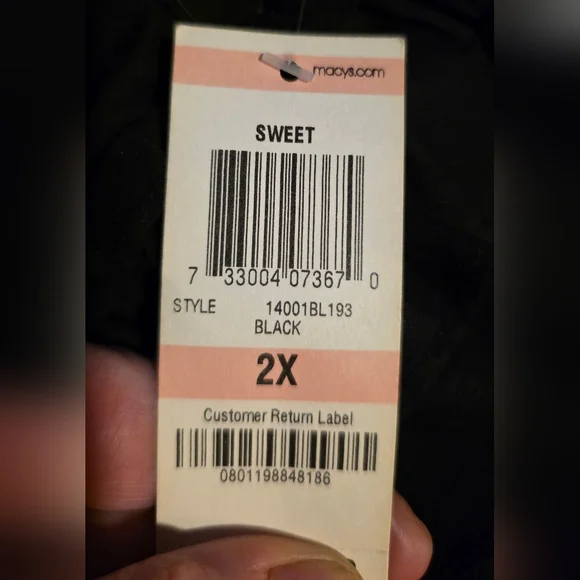 macys.com
SWEET
7 33004 07367 0
STYLE 14001BL193
BLACK
2X
Customer Return Label
0801198848186